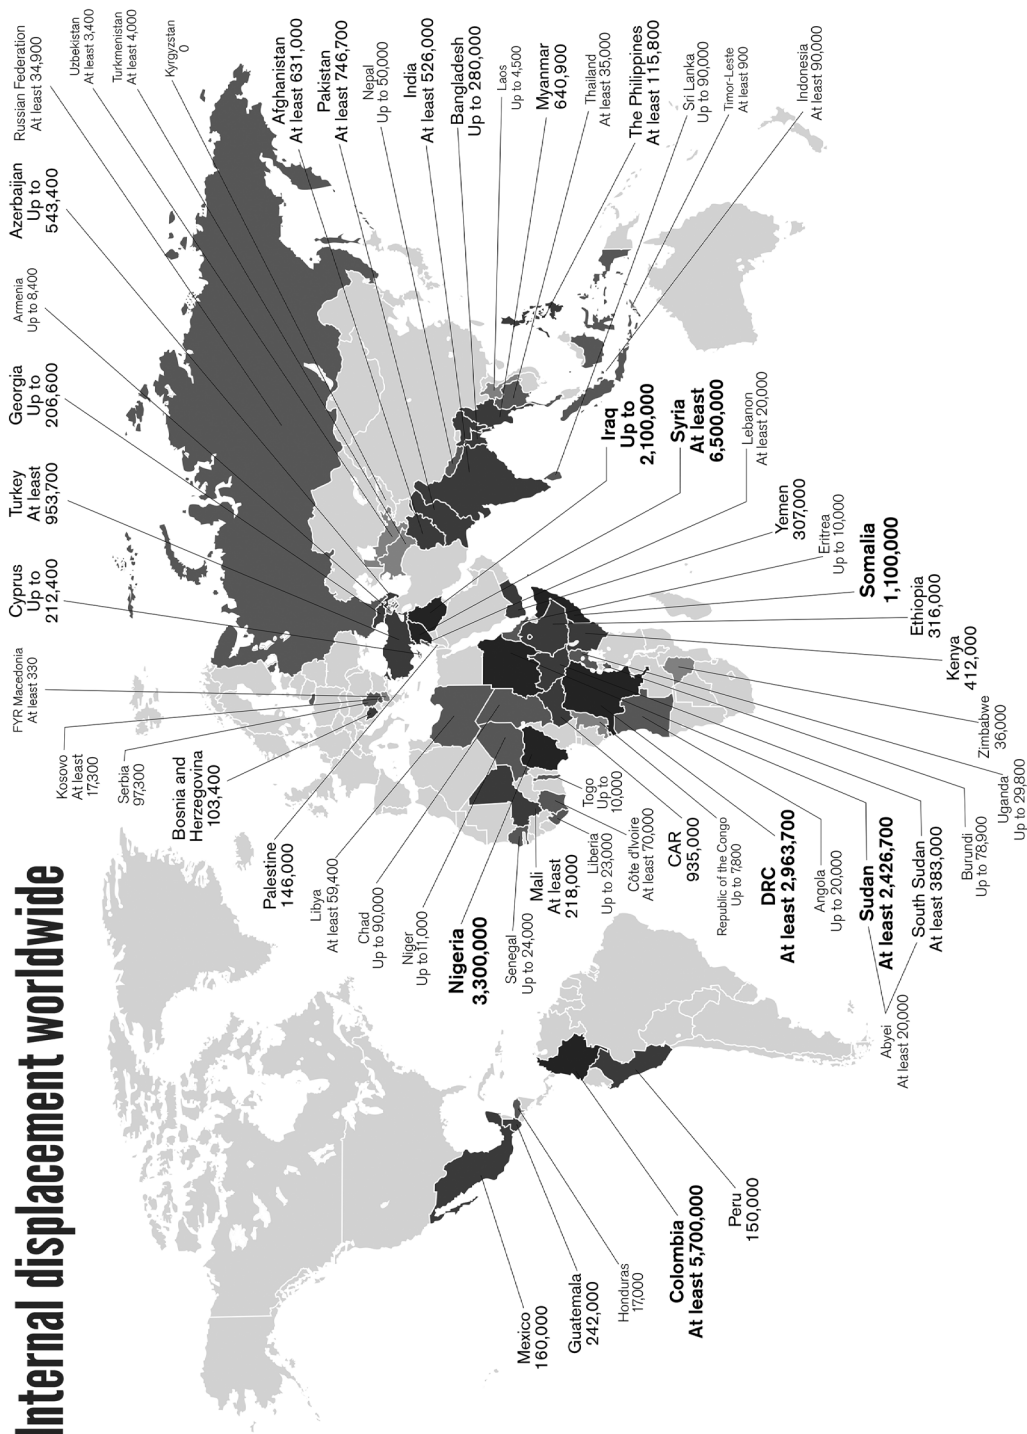 Internal displacement worldwide
Mexico
160,000
Guatemala
242,000
Honduras
17,000
Colombia
At least 5,700,000
Peru
150,000
FYR Macedonia
At least 330
Kosovo
At least
17,300
Serbia
97,300
Bosnia and
Herzegovina
103,400
Palestine
146,000
Libya
At least 59,400
Chad
Up to 90,000
Niger
Up to11,000
Nigeria
3,300,000
Senegal
Up to 24,000
Mali
At least
218,000
Liberia
Up to 23,000
Togo
Up to
10,000
Côte d'Ivoire
At least 70,000
CAR
935,000
Republic of the Congo
Up to 7,800
DRC
At least 2,963,700
Angola
Up to 20,000
Sudan
At least 2,426,700
Abyei
At least 20,000
South Sudan
At least 383,000
Burundi
Up to 78,900
Uganda
Up to 29,800
Zimbabwe
36,000
Kenya
412,000
Ethiopia
316,000
Somalia
1,100,000
Eritrea
Up to 10,000
Yemen
307,000
Lebanon
At least 20,000
Syria
At least
6,500,000
Iraq
Up to
2,100,000
Cyprus
Up to
212,400
Turkey
At least
953,700
Georgia
Up to
206,600
Armenia
Up to 8,400
Azerbaijan
Up to
543,400
Russian Federation
At least 34,900
Uzbekistan
At least 3,400
Turkmenistan
At least 4,000
Kyrgyzstan
0
Afghanistan
At least 631,000
Pakistan
At least 746,700
Nepal
Up to 50,000
India
At least 526,000
Bangladesh
Up to 280,000
Laos
Up to 4,500
Myanmar
640,900
Thailand
At least 35,000
The Philippines
At least 115,800
Sri Lanka
Up to 90,000
Timor-Leste
At least 900
Indonesia
At least 90,000